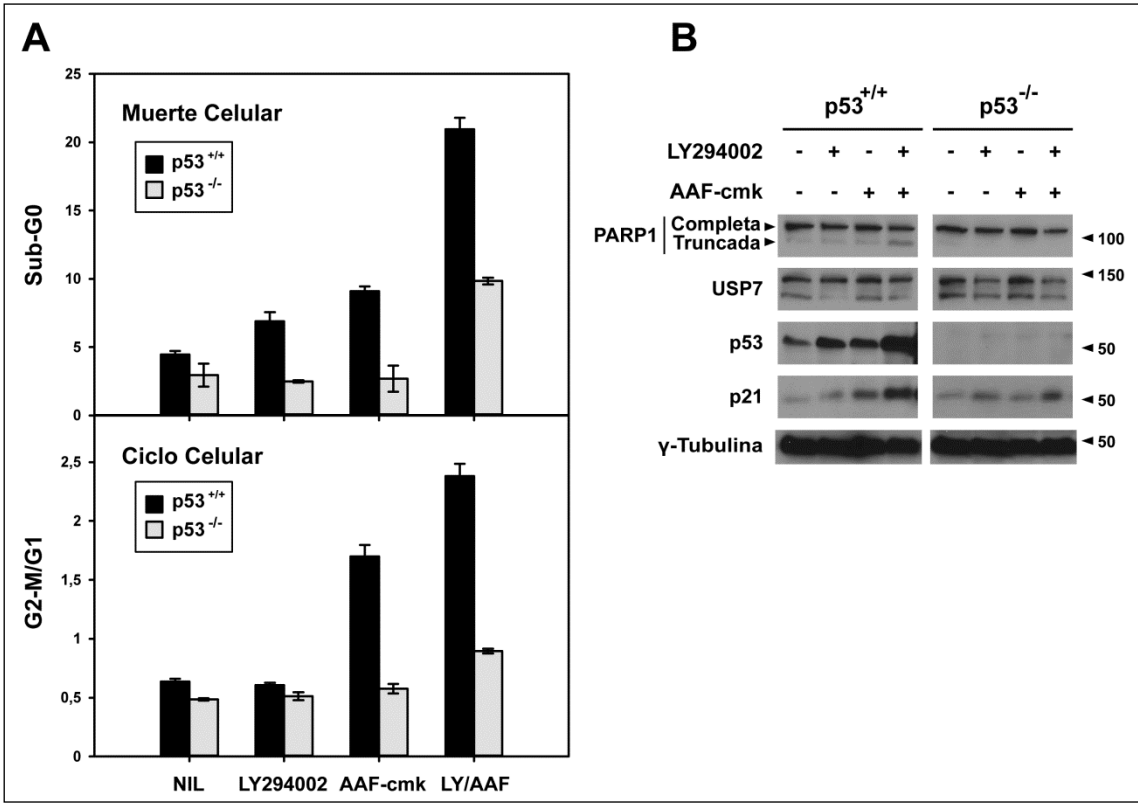 A
25
20
15
10
5
0
Sub-G0
Muerte Celular
p53 +/+
p53 -/-
2,5
2
1,5
1
0,5
0
G2-M/G1
Ciclo Celular
p53 +/+
p53 -/-
NIL LY294002 AAF-cmk LY/AAF
B
p53+/+ p53-/-
LY294002 - + - + - + - +
AAF-cmk - - + + - - + +
PARP1 Completa
Truncada 100
USP7 150
p53 50
p21 50
γ-Tubulina 50